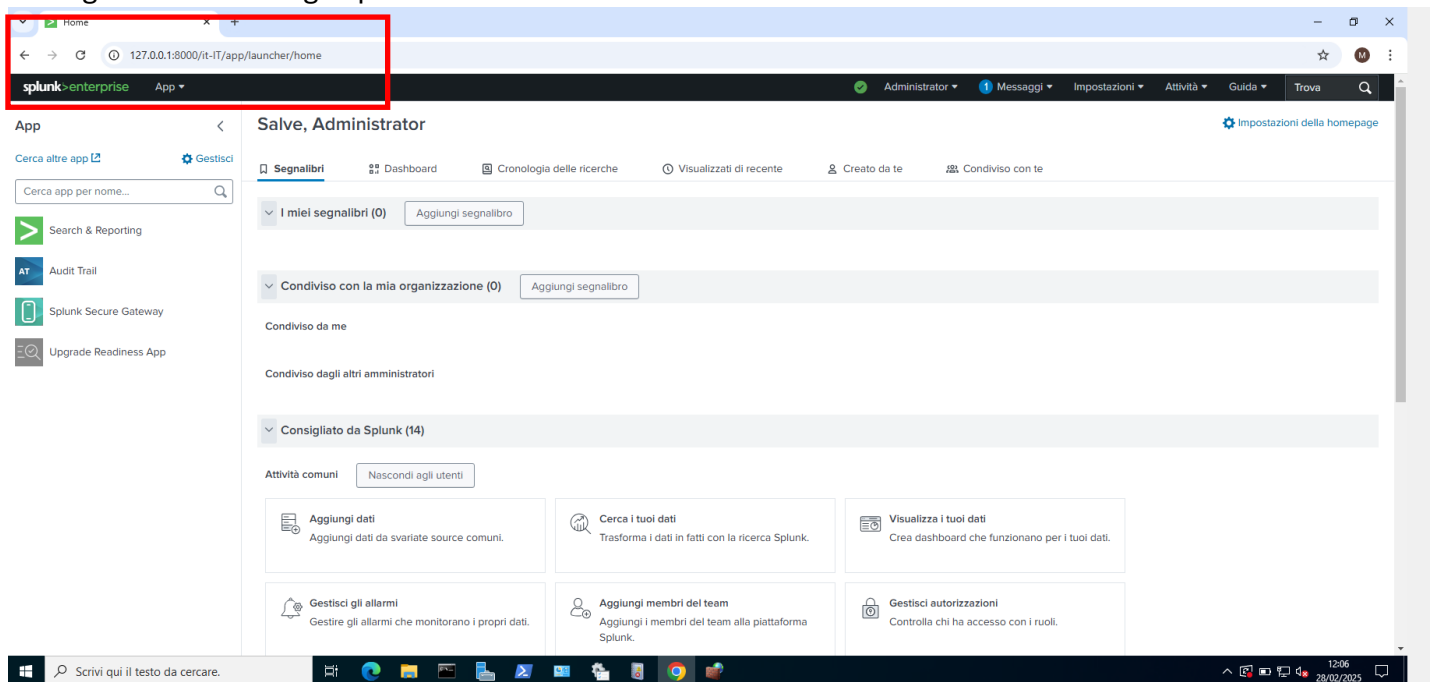 Home
127.0.0.1:8000/it-IT/app/launcher/home
M
splunk>enterprise App
Administrator 1 Messaggi Impostazioni Attività Guida Trova
App
Cerca altre app Gestisci
Cerca app per nome...
Search & Reporting
AT Audit Trail
Splunk Secure Gateway
Upgrade Readiness App
Salve, Administrator
Impostazioni della homepage
Segnalibri Dashboard Cronologia delle ricerche Visualizzati di recente Creato da te Condiviso con te
I miei segnalibri (0) Aggiungi segnalibro
Condiviso con la mia organizzazione (0) Aggiungi segnalibro
Condiviso da me
Condiviso dagli altri amministratori
Consigliato da Splunk (14)
Attività comuni Nascondi agli utenti
Aggiungi dati
Aggiungi dati da svariate source comuni.
Cerca i tuoi dati
Trasforma i dati in fatti con la ricerca Splunk.
Visualizza i tuoi dati
Crea dashboard che funzionano per i tuoi dati.
Gestisci gli allarmi
Gestire gli allarmi che monitorano i propri dati.
Aggiungi membri del team
Aggiungi i membri del team alla piattaforma
Splunk.
Gestisci autorizzazioni
Controlla chi ha accesso con i ruoli.
Scrivi qui il testo da cercare.
12:06
28/02/2025